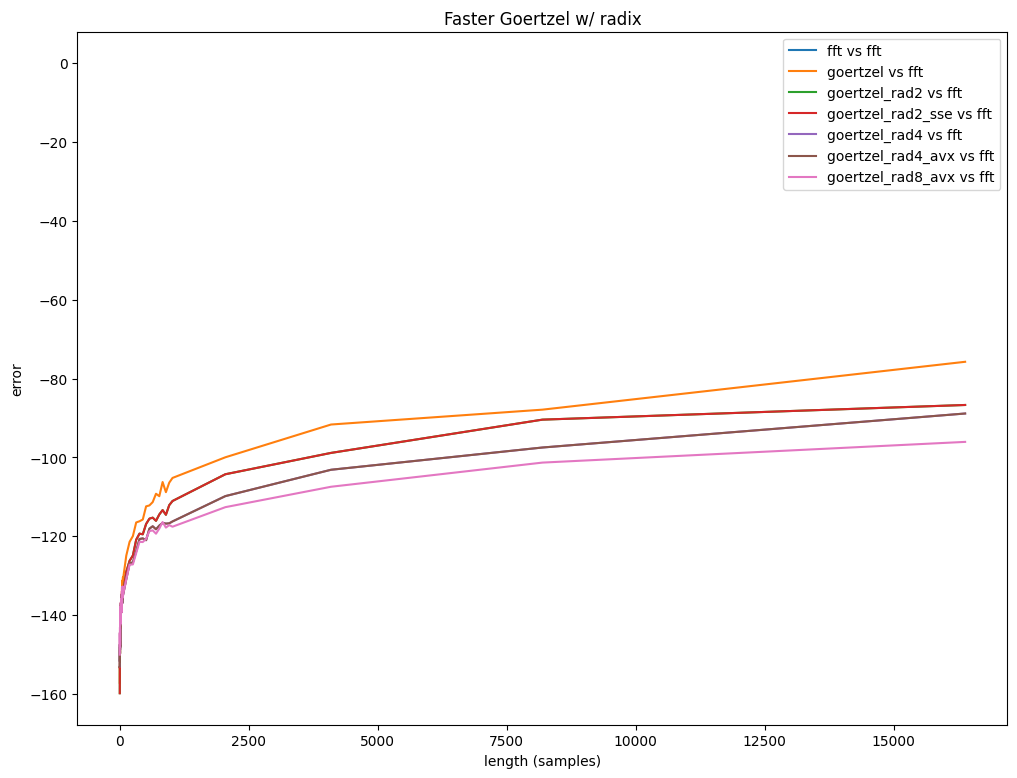 Faster Goertzel w/ radix
fft vs fft
goertzel vs fft
goertzel_rad2 vs fft
goertzel_rad2_sse vs fft
goertzel_rad4 vs fft
goertzel_rad4_avx vs fft
goertzel_rad8_avx vs fft
0
−20
−40
−60
−80
−100
−120
−140
−160
error
0
2500
5000
7500
10000
12500
15000
length (samples)